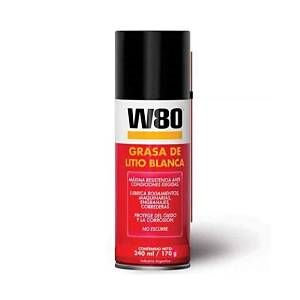 W80
GRASA DE
LITIO BLANCA
MÁXIMA RESISTENCIA ANTE
CONDICIONES EXIGIDAS
LUBRICA RODAMIENTOS,
MAQUINARIAS,
ENGRANAJES
CORREDERAS
PROTEGE DEL ÓXIDO
Y LA CORROSIÓN
NO ESCURRE
CONTENIDO NETO:
240 ml / 170 g
Industria Argentina